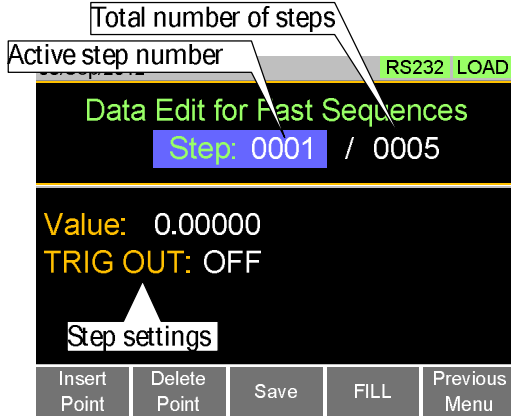 Total number of steps
Active step number
RS232 LOAD
Data Edit for Fast Sequences
Step: 0001 / 0005
Value: 0.00000
TRIG OUT: OFF
Step settings
Insert Point
Delete Point
Save
FILL
Previous Menu